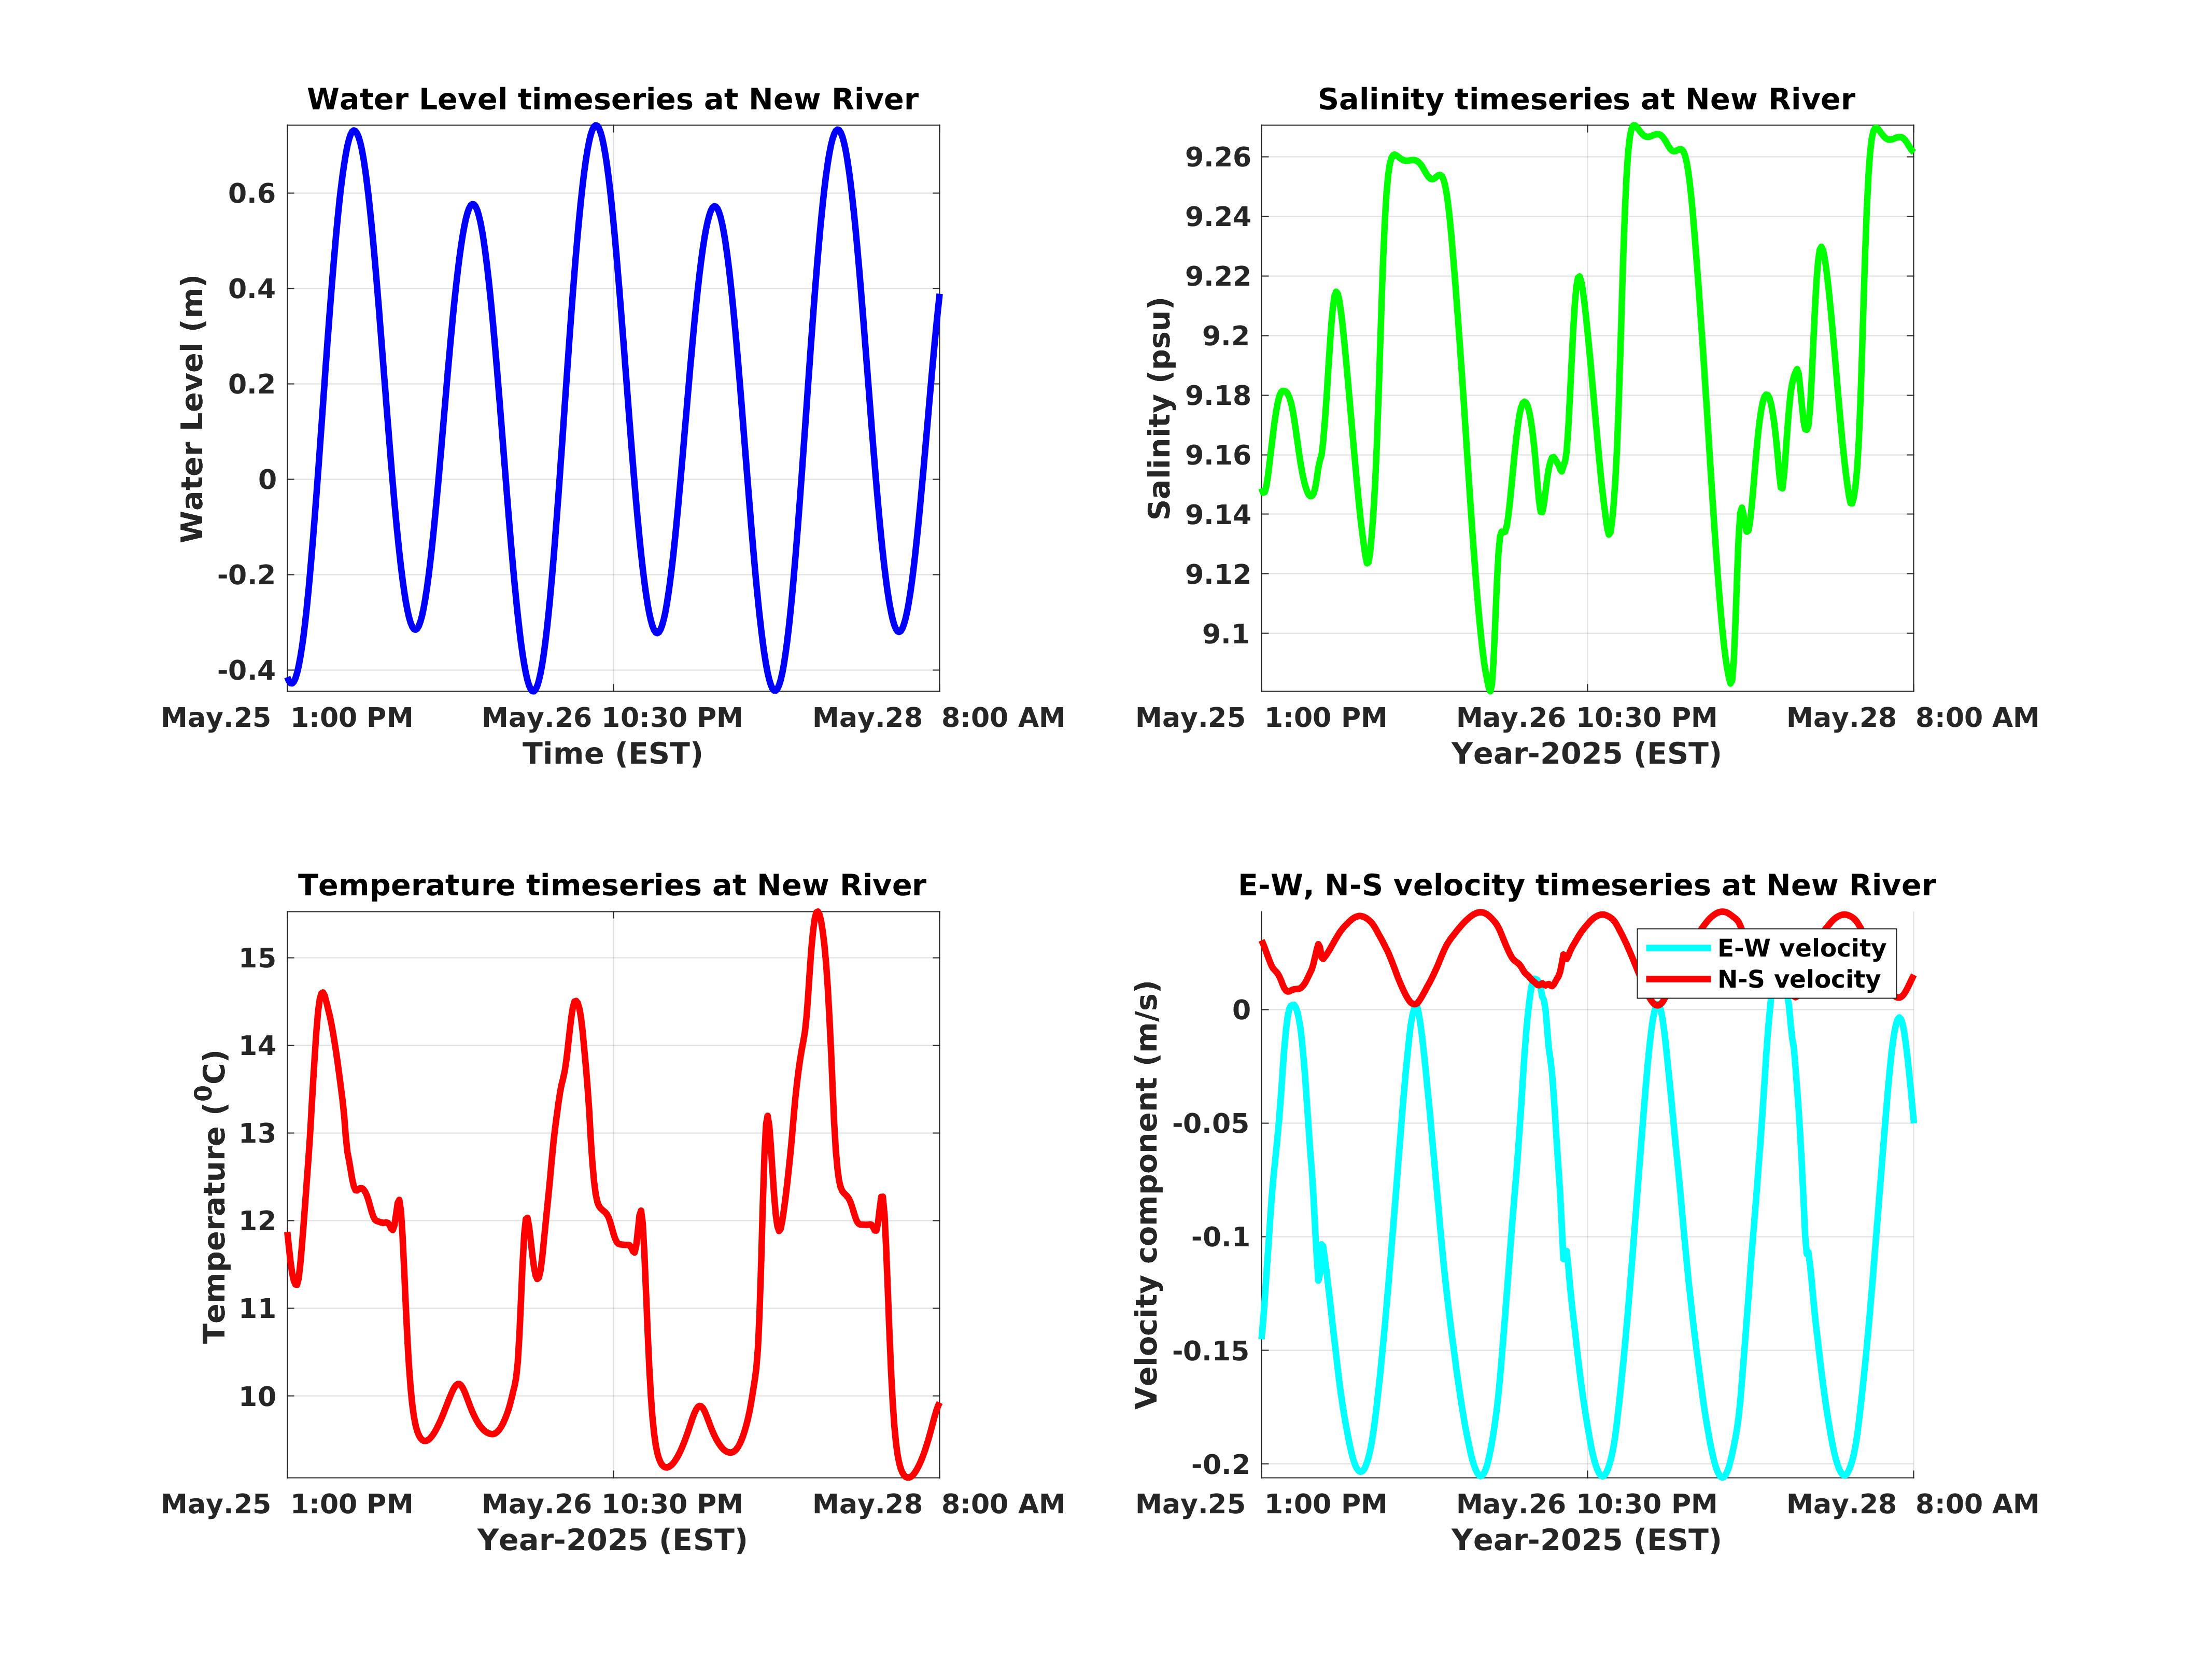 Water Level timeseries at New River
Water Level (m)
0.6
0.4
0.2
0
-0.2
-0.4
May.25  1:00 PM
May.26 10:30 PM
May.28  8:00 AM
Time (EST)
Salinity timeseries at New River
Salinity (psu)
9.26
9.24
9.22
9.2
9.18
9.16
9.14
9.12
9.1
May.25  1:00 PM
May.26 10:30 PM
May.28  8:00 AM
Year-2025 (EST)
Temperature timeseries at New River
Temperature (⁰C)
15
14
13
12
11
10
May.25  1:00 PM
May.26 10:30 PM
May.28  8:00 AM
Year-2025 (EST)
E-W, N-S velocity timeseries at New River
Velocity component (m/s)
E-W velocity
N-S velocity
0
-0.05
-0.1
-0.15
-0.2
May.25  1:00 PM
May.26 10:30 PM
May.28  8:00 AM
Year-2025 (EST)